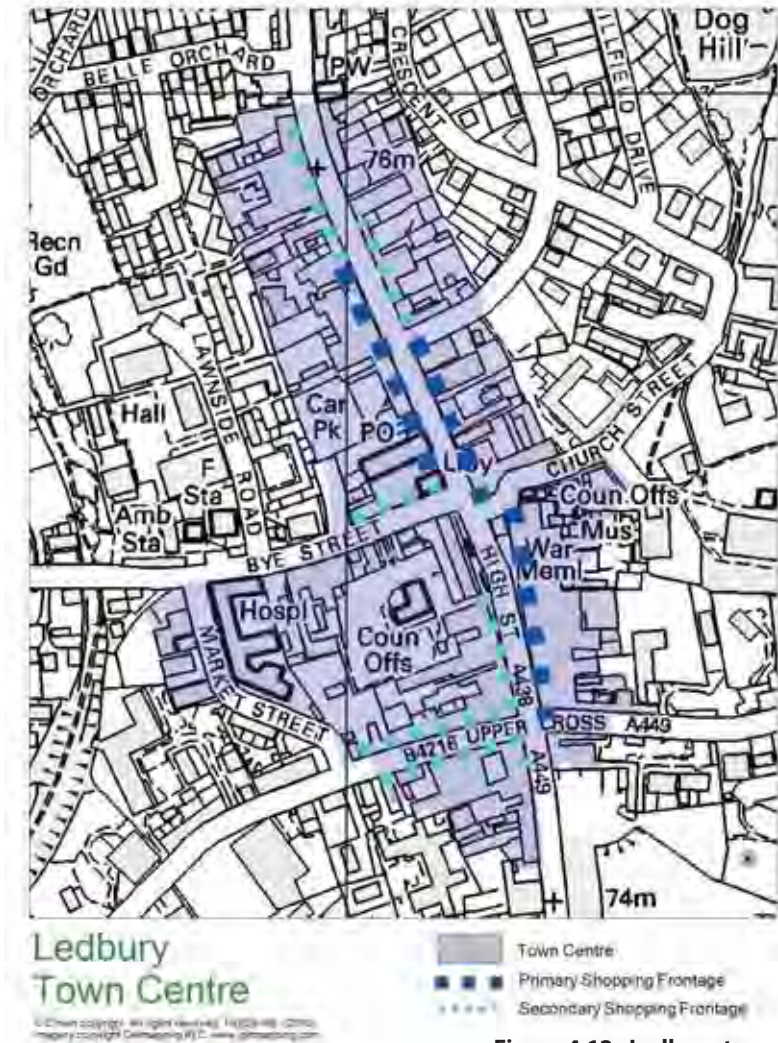 ORCHARD
BELLE ORCHARD
PW
CRESCENT
HILLFIELD DRIVE
Dog
Hill
76m
Recn
Gd
LAWNSIDE ROAD
Hall
Car
Pk
PO
F
Sta
Amb
Sta
Liby
CHURCH STREET
Coun Offs
Mus
War
Meml
BYE STREET
HIGH ST
Hospl
Coun
Offs
MARKET STREET
A438
B4216 UPPER
CROSS A449
A449
74m
Ledbury
Town Centre
Town Centre
Primary Shopping Frontage
Secondary Shopping Frontage